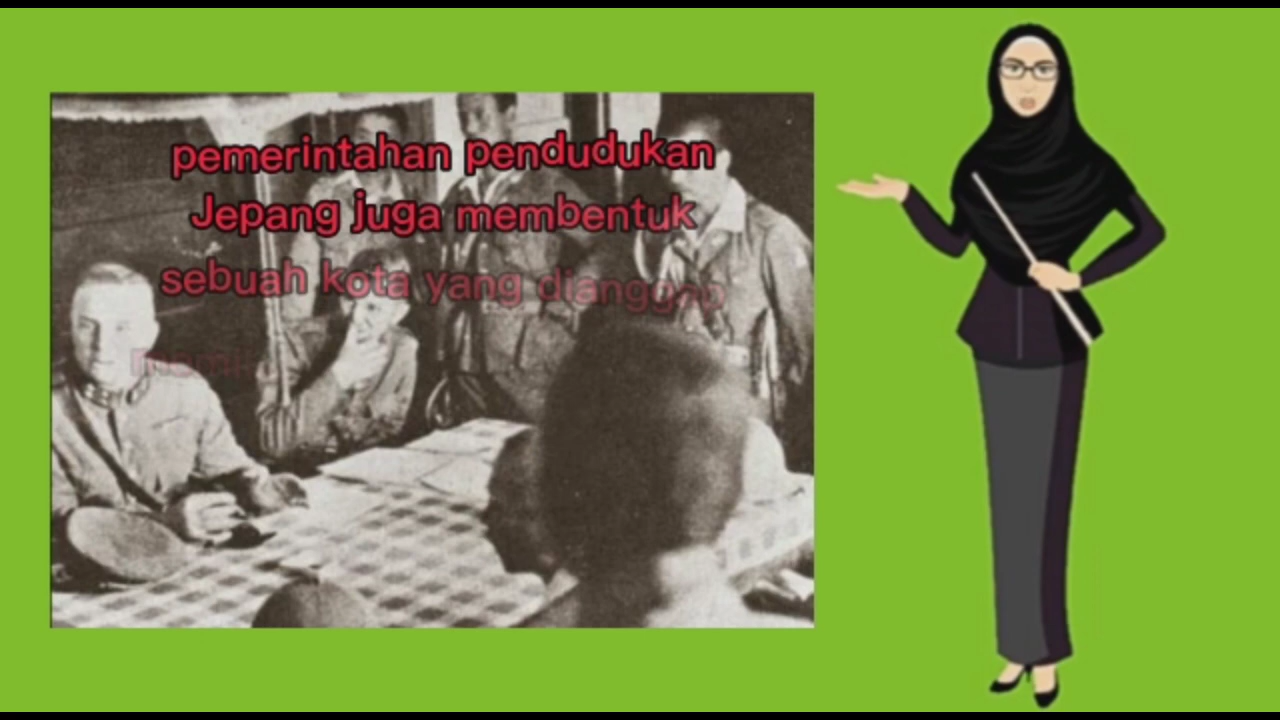 pemerintahan pendudukan
Jepang juga membentuk
sebuah kota yang dianggap